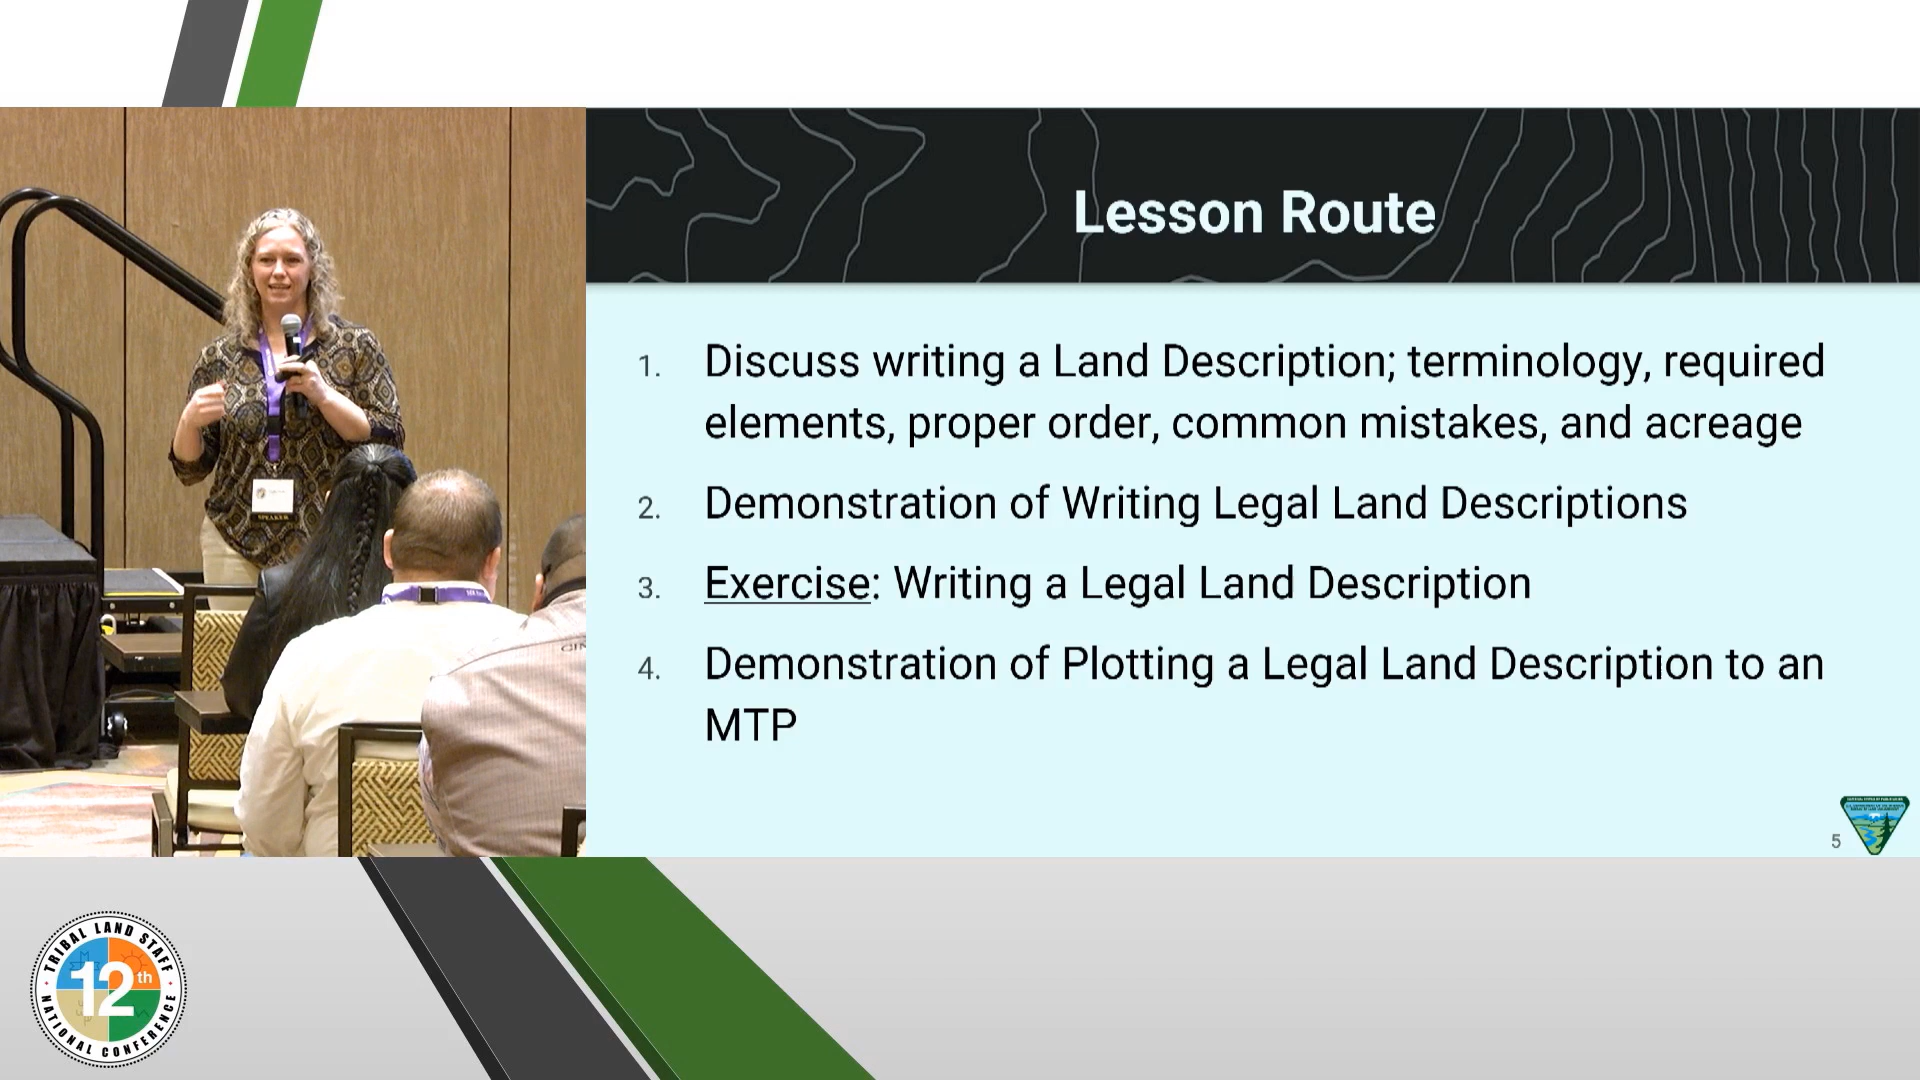 Lesson Route
1. Discuss writing a Land Description; terminology, required
elements, proper order, common mistakes, and acreage
2. Demonstration of Writing Legal Land Descriptions
3. Exercise: Writing a Legal Land Description
4. Demonstration of Plotting a Legal Land Description to an
MTP
5
SPEAKER
TRIBAL LAND STAFF
12th
NATIONAL CONFERENCE